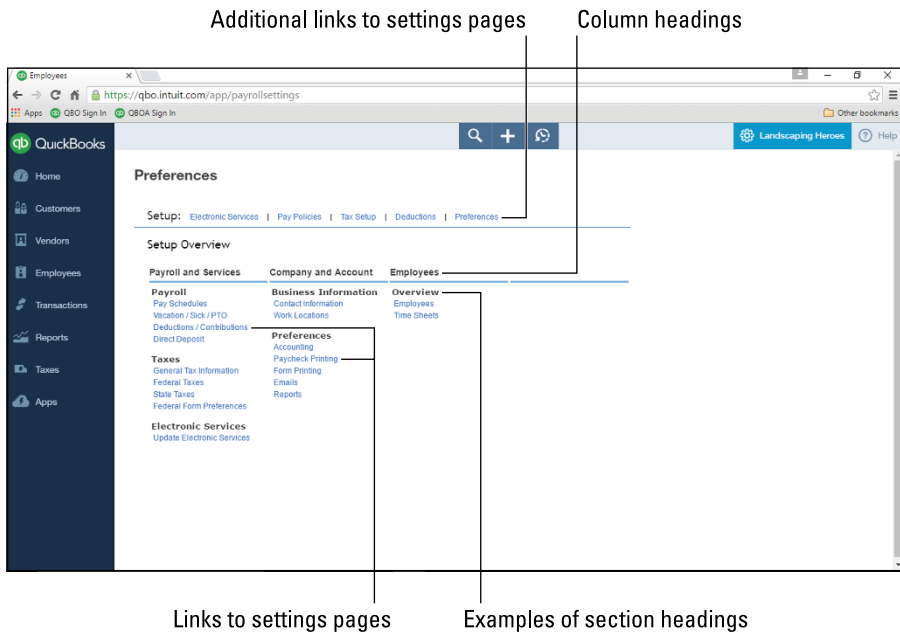 Additional links to settings pages Column headings
Employees
https://qbo.intuit.com/app/payrollsettings
Apps QBO Sign In QBOA Sign In Other bookmarks
qb QuickBooks Landscaping Heroes ? Help
Home
Customers
Vendors
Employees
Transactions
Reports
Taxes
Apps
Preferences
Setup: Electronic Services | Pay Policies | Tax Setup | Deductions | Preferences
Setup Overview
Payroll and Services Company and Account Employees
Payroll Business Information Overview
Pay Schedules Contact Information Employees
Vacation / Sick / PTO Work Locations Time Sheets
Deductions / Contributions
Direct Deposit Preferences
Accounting
Taxes Paycheck Printing
General Tax Information Form Printing
Federal Taxes Emails
State Taxes Reports
Federal Form Preferences
Electronic Services
Update Electronic Services
Links to settings pages Examples of section headings